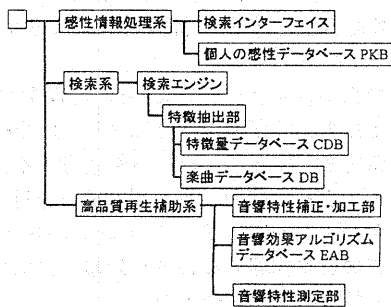 感性情報処理系
検索インターフェイス
個人の感性データベース PKB
検索系
検索エンジン
特徴抽出部
特徴量データベース CDB
楽曲データベース DB
高品質再生補助系
音響特性補正・加工部
音響効果アルゴリズム
データベース EAB
音響特性測定部